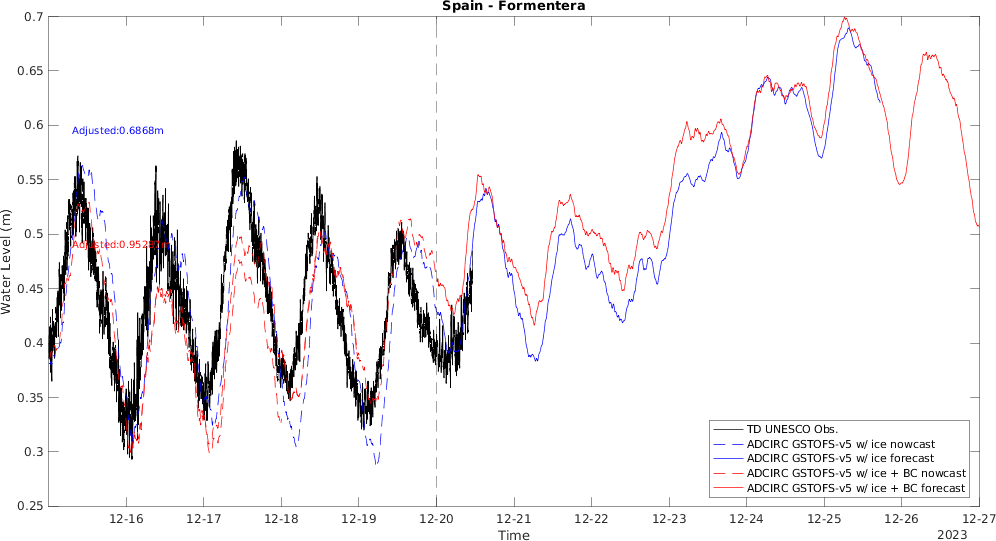 Spain - Formentera
0.7
0.65
0.6
0.55
0.5
0.45
0.4
0.35
0.3
0.25
Water Level (m)
Adjusted:0.6868m
12-16
12-17
12-18
12-19
12-20
12-21
12-22
12-23
12-24
12-25
12-26
12-27
Time
2023
TD UNESCO Obs.
ADCIRC GSTOFS-v5 w/ ice nowcast
ADCIRC GSTOFS-v5 w/ ice forecast
ADCIRC GSTOFS-v5 w/ ice + BC nowcast
ADCIRC GSTOFS-v5 w/ ice + BC forecast